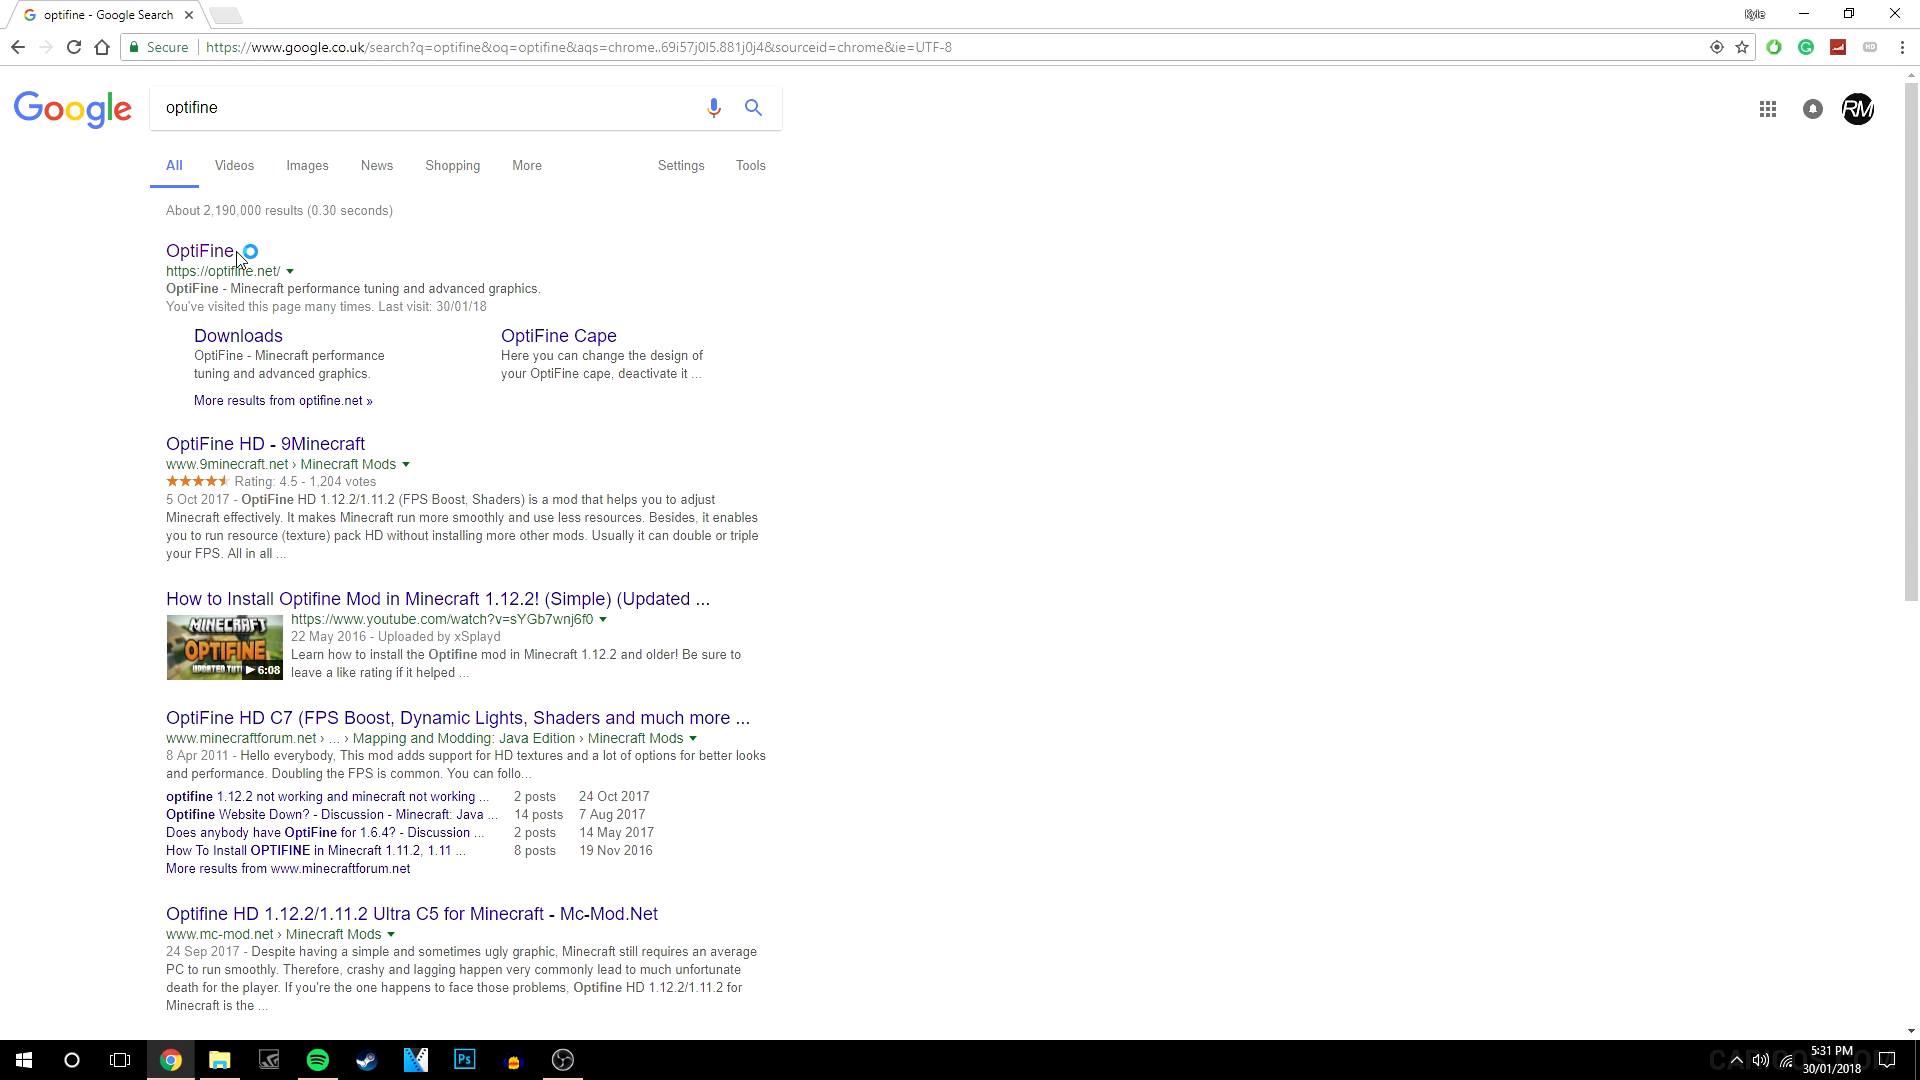 optifine - Google Search
Kyle
Secure
https://www.google.co.uk/search?q=optifine&oq=optifine&aqs=chrome..69i57j0l5.881j0j4&sourceid=chrome&ie=UTF-8
HD
Google
optifine
RM
All Videos Images News Shopping More Settings Tools
About 2,190,000 results (0.30 seconds)
OptiFine
https://optifine.net/
OptiFine - Minecraft performance tuning and advanced graphics.
You've visited this page many times. Last visit: 30/01/18
Downloads
OptiFine - Minecraft performance
tuning and advanced graphics.
OptiFine Cape
Here you can change the design of
your OptiFine cape, deactivate it ...
More results from optifine.net »
OptiFine HD - 9Minecraft
www.9minecraft.net › Minecraft Mods
Rating: 4.5 - 1,204 votes
5 Oct 2017 - OptiFine HD 1.12.2/1.11.2 (FPS Boost, Shaders) is a mod that helps you to adjust
Minecraft effectively. It makes Minecraft run more smoothly and use less resources. Besides, it enables
you to run resource (texture) pack HD without installing more other mods. Usually it can double or triple
your FPS. All in all ...
How to Install Optifine Mod in Minecraft 1.12.2! (Simple) (Updated ...
MINECRAFT
OPTIFINE
UPDATED TUT
6:08
https://www.youtube.com/watch?v=sYGb7wnj6f0
22 May 2016 - Uploaded by xSplayd
Learn how to install the Optifine mod in Minecraft 1.12.2 and older! Be sure to
leave a like rating if it helped ...
OptiFine HD C7 (FPS Boost, Dynamic Lights, Shaders and much more ...
www.minecraftforum.net › ... › Mapping and Modding: Java Edition › Minecraft Mods
8 Apr 2011 - Hello everybody, This mod adds support for HD textures and a lot of options for better looks
and performance. Doubling the FPS is common. You can follo...
optifine 1.12.2 not working and minecraft not working ... 2 posts 24 Oct 2017
Optifine Website Down? - Discussion - Minecraft: Java ... 14 posts 7 Aug 2017
Does anybody have OptiFine for 1.6.4? - Discussion ... 2 posts 14 May 2017
How To Install OPTIFINE in Minecraft 1.11.2, 1.11 ... 8 posts 19 Nov 2016
More results from www.minecraftforum.net
Optifine HD 1.12.2/1.11.2 Ultra C5 for Minecraft - Mc-Mod.Net
www.mc-mod.net › Minecraft Mods
24 Sep 2017 - Despite having a simple and sometimes ugly graphic, Minecraft still requires an average
PC to run smoothly. Therefore, crashy and lagging happen very commonly lead to much unfortunate
death for the player. If you're the one happens to face those problems, Optifine HD 1.12.2/1.11.2 for
Minecraft is the ...
Ps
5:31 PM
30/01/2018